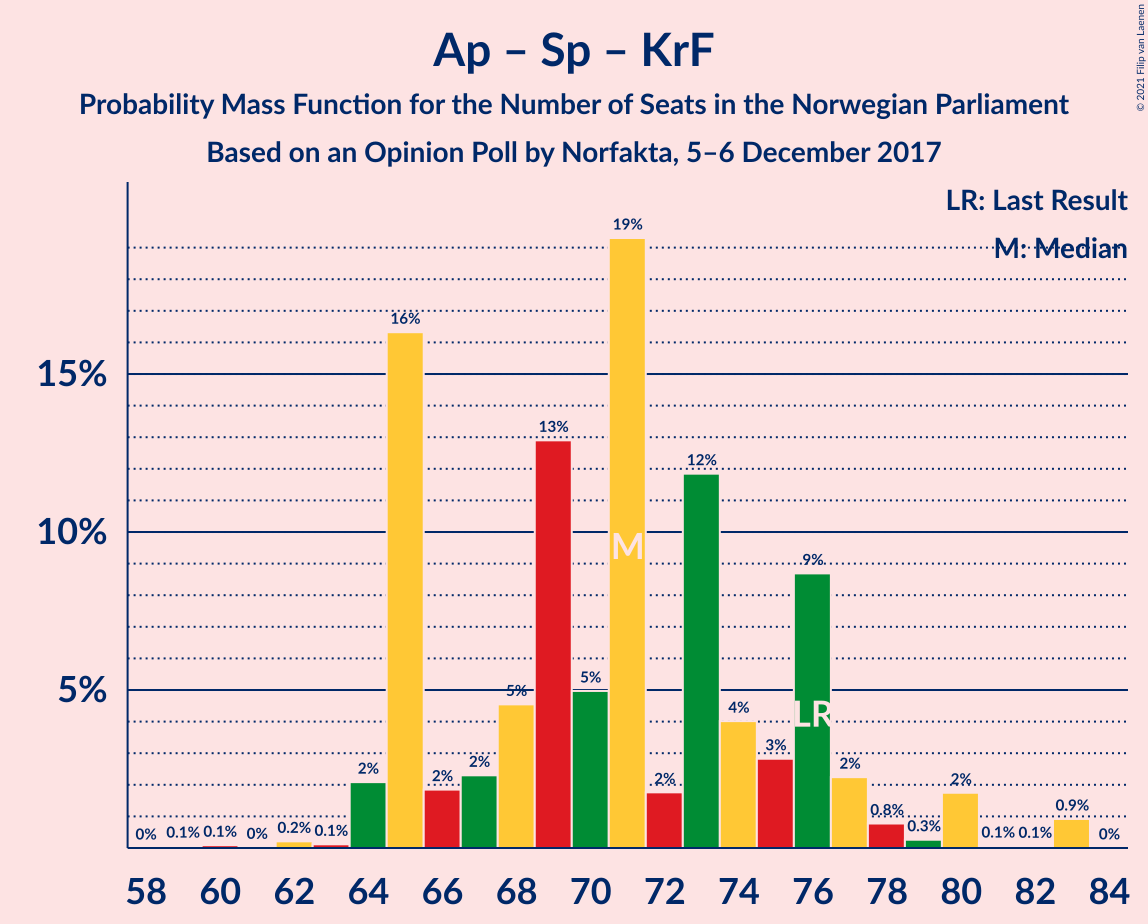 Ap – Sp – KrF
Probability Mass Function for the Number of Seats in the Norwegian Parliament
Based on an Opinion Poll by Norfakta, 5–6 December 2017
© 2021 Filip van Laenen
LR: Last Result
M: Median
15%
10%
5%
0% 0.1% 0.1% 0% 0.2% 0.1% 2% 16% 2% 2% 5% 13% 5% 19% 2% 12% 4% 3% 9% 2% 0.8% 0.3% 2% 0.1% 0.1% 0.9% 0%
M
LR
58 60 62 64 66 68 70 72 74 76 78 80 82 84